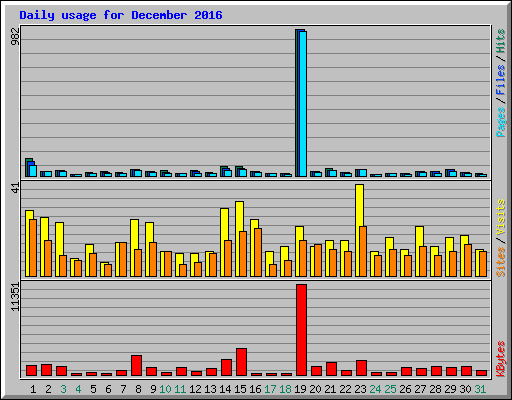 Daily usage for December 2016
982
Pages / Files / Hits
41
Sites / Visits
11351
KBytes
1 2 3 4 5 6 7 8 9 10 11 12 13 14 15 16 17 18 19 20 21 22 23 24 25 26 27 28 29 30 31